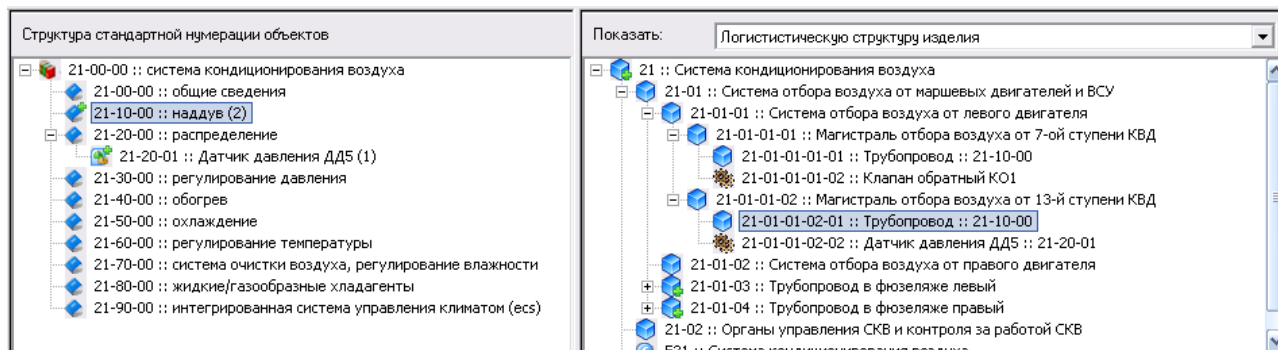 Структура стандартной нумерации объектов
21-00-00 :: система кондиционирования воздуха
21-00-00 :: общие сведения
21-10-00 :: наддув (2)
21-20-00 :: распределение
21-20-01 :: Датчик давления ДД5 (1)
21-30-00 :: регулирование давления
21-40-00 :: обогрев
21-50-00 :: охлаждение
21-60-00 :: регулирование температуры
21-70-00 :: система очистки воздуха, регулирование влажности
21-80-00 :: жидкие/газообразные хладагенты
21-90-00 :: интегрированная система управления климатом (ecs)
Показать: Логистистическую структуру изделия
21 :: Система кондиционирования воздуха
21-01 :: Система отбора воздуха от маршевых двигателей и ВСУ
21-01-01 :: Система отбора воздуха от левого двигателя
21-01-01-01 :: Магистраль отбора воздуха от 7-ой ступени КВД
21-01-01-01-01 :: Трубопровод :: 21-10-00
21-01-01-01-02 :: Клапан обратный КО1
21-01-01-02 :: Магистраль отбора воздуха от 13-й ступени КВД
21-01-01-02-01 :: Трубопровод :: 21-10-00
21-01-01-02-02 :: Датчик давления ДД5 :: 21-20-01
21-01-02 :: Система отбора воздуха от правого двигателя
21-01-03 :: Трубопровод в фюзеляже левый
21-01-04 :: Трубопровод в фюзеляже правый
21-02 :: Органы управления СКВ и контроля за работой СКВ
:: Система кондиционирования воздуха